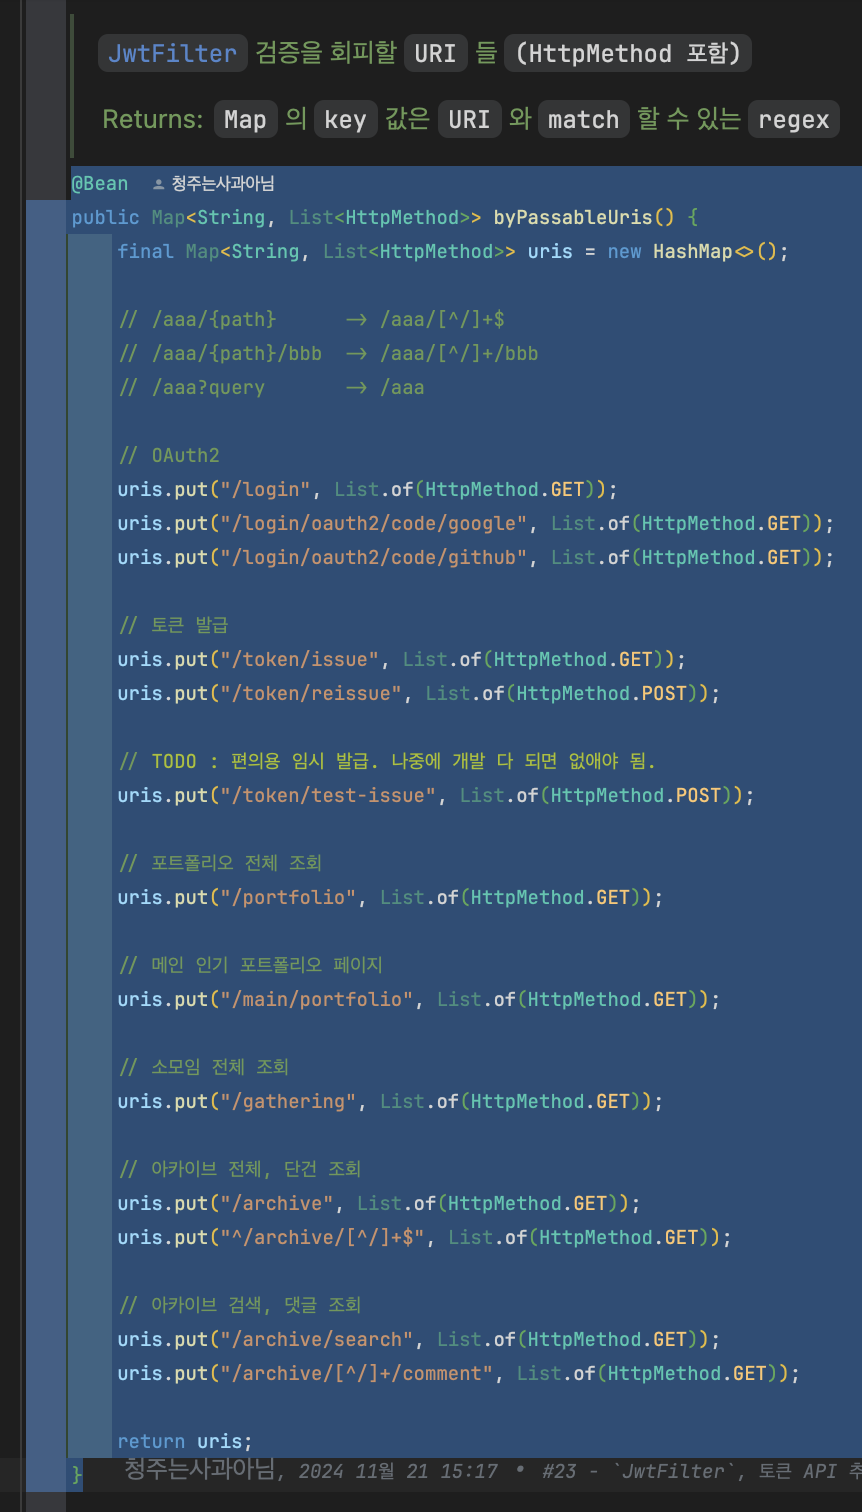 JwtFilter 검증을 회피할 URI 들 (HttpMethod 포함)
Returns: Map 의 key 값은 URI 와 match 할 수 있는 regex
@Bean 청주는사과아님
public Map<String, List<HttpMethod>> byPassableUris() {
final Map<String, List<HttpMethod>> uris = new HashMap<>();
// /aaa/{path} -> /aaa/[^/]+$
// /aaa/{path}/bbb -> /aaa/[^/]+/bbb
// /aaa?query -> /aaa
// OAuth2
uris.put("/login", List.of(HttpMethod.GET));
uris.put("/login/oauth2/code/google", List.of(HttpMethod.GET));
uris.put("/login/oauth2/code/github", List.of(HttpMethod.GET));
// 토큰 발급
uris.put("/token/issue", List.of(HttpMethod.GET));
uris.put("/token/reissue", List.of(HttpMethod.POST));
// TODO : 편의용 임시 발급. 나중에 개발 다 되면 없애야 됨.
uris.put("/token/test-issue", List.of(HttpMethod.POST));
// 포트폴리오 전체 조회
uris.put("/portfolio", List.of(HttpMethod.GET));
// 메인 인기 포트폴리오 페이지
uris.put("/main/portfolio", List.of(HttpMethod.GET));
// 소모임 전체 조회
uris.put("/gathering", List.of(HttpMethod.GET));
// 아카이브 전체, 단건 조회
uris.put("/archive", List.of(HttpMethod.GET));
uris.put("^/archive/[^/]+$", List.of(HttpMethod.GET));
// 아카이브 검색, 댓글 조회
uris.put("/archive/search", List.of(HttpMethod.GET));
uris.put("/archive/[^/]+/comment", List.of(HttpMethod.GET));
return uris;
} 청주는사과아님, 2024 11월 21 15:17 • #23 - `JwtFilter`, 토큰 API